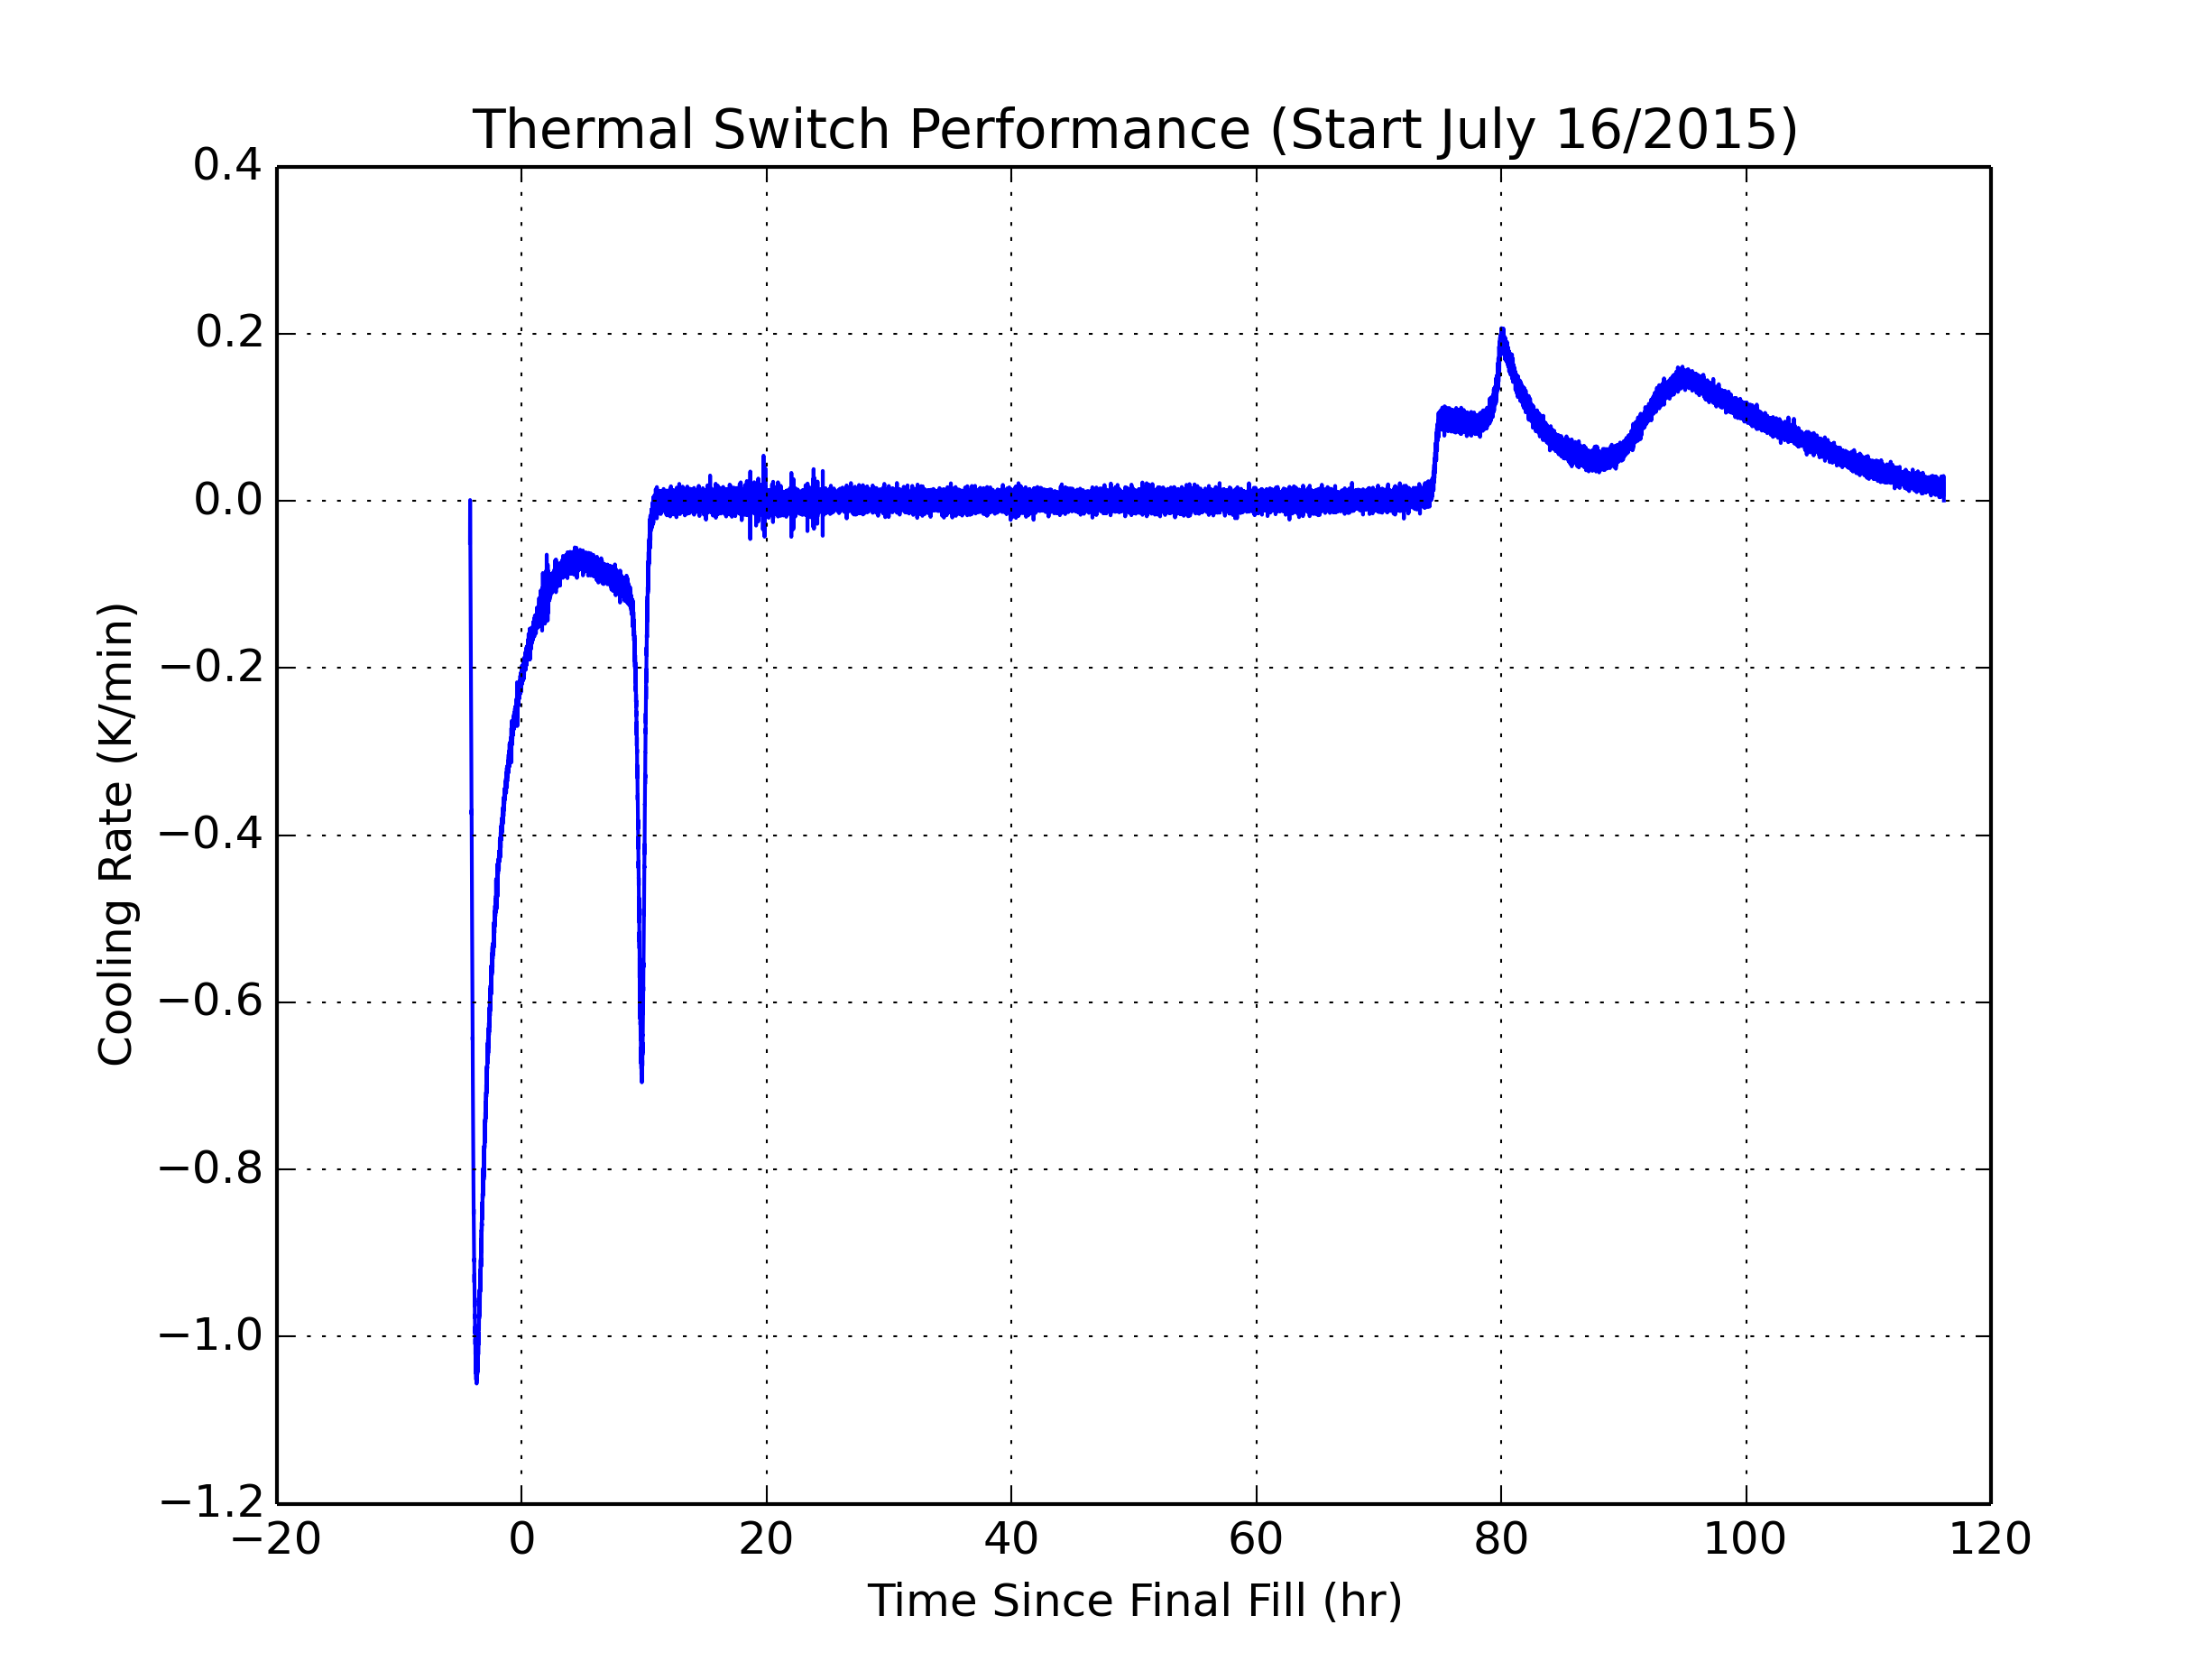 Thermal Switch Performance (Start July 16/2015)
0.4
0.2
0.0
−0.2
−0.4
−0.6
−0.8
−1.0
−1.2
Cooling Rate (K/min)
−20 0 20 40 60 80 100 120
Time Since Final Fill (hr)